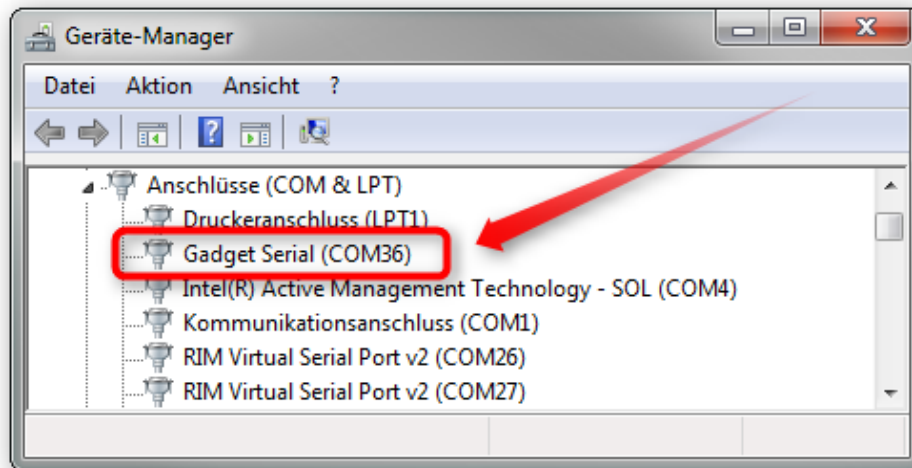 Geräte-Manager
Datei Aktion Ansicht ?
Anschlüsse (COM & LPT)
Druckeranschluss (LPT1)
Gadget Serial (COM36)
Intel(R) Active Management Technology - SOL (COM4)
Kommunikationsanschluss (COM1)
RIM Virtual Serial Port v2 (COM26)
RIM Virtual Serial Port v2 (COM27)